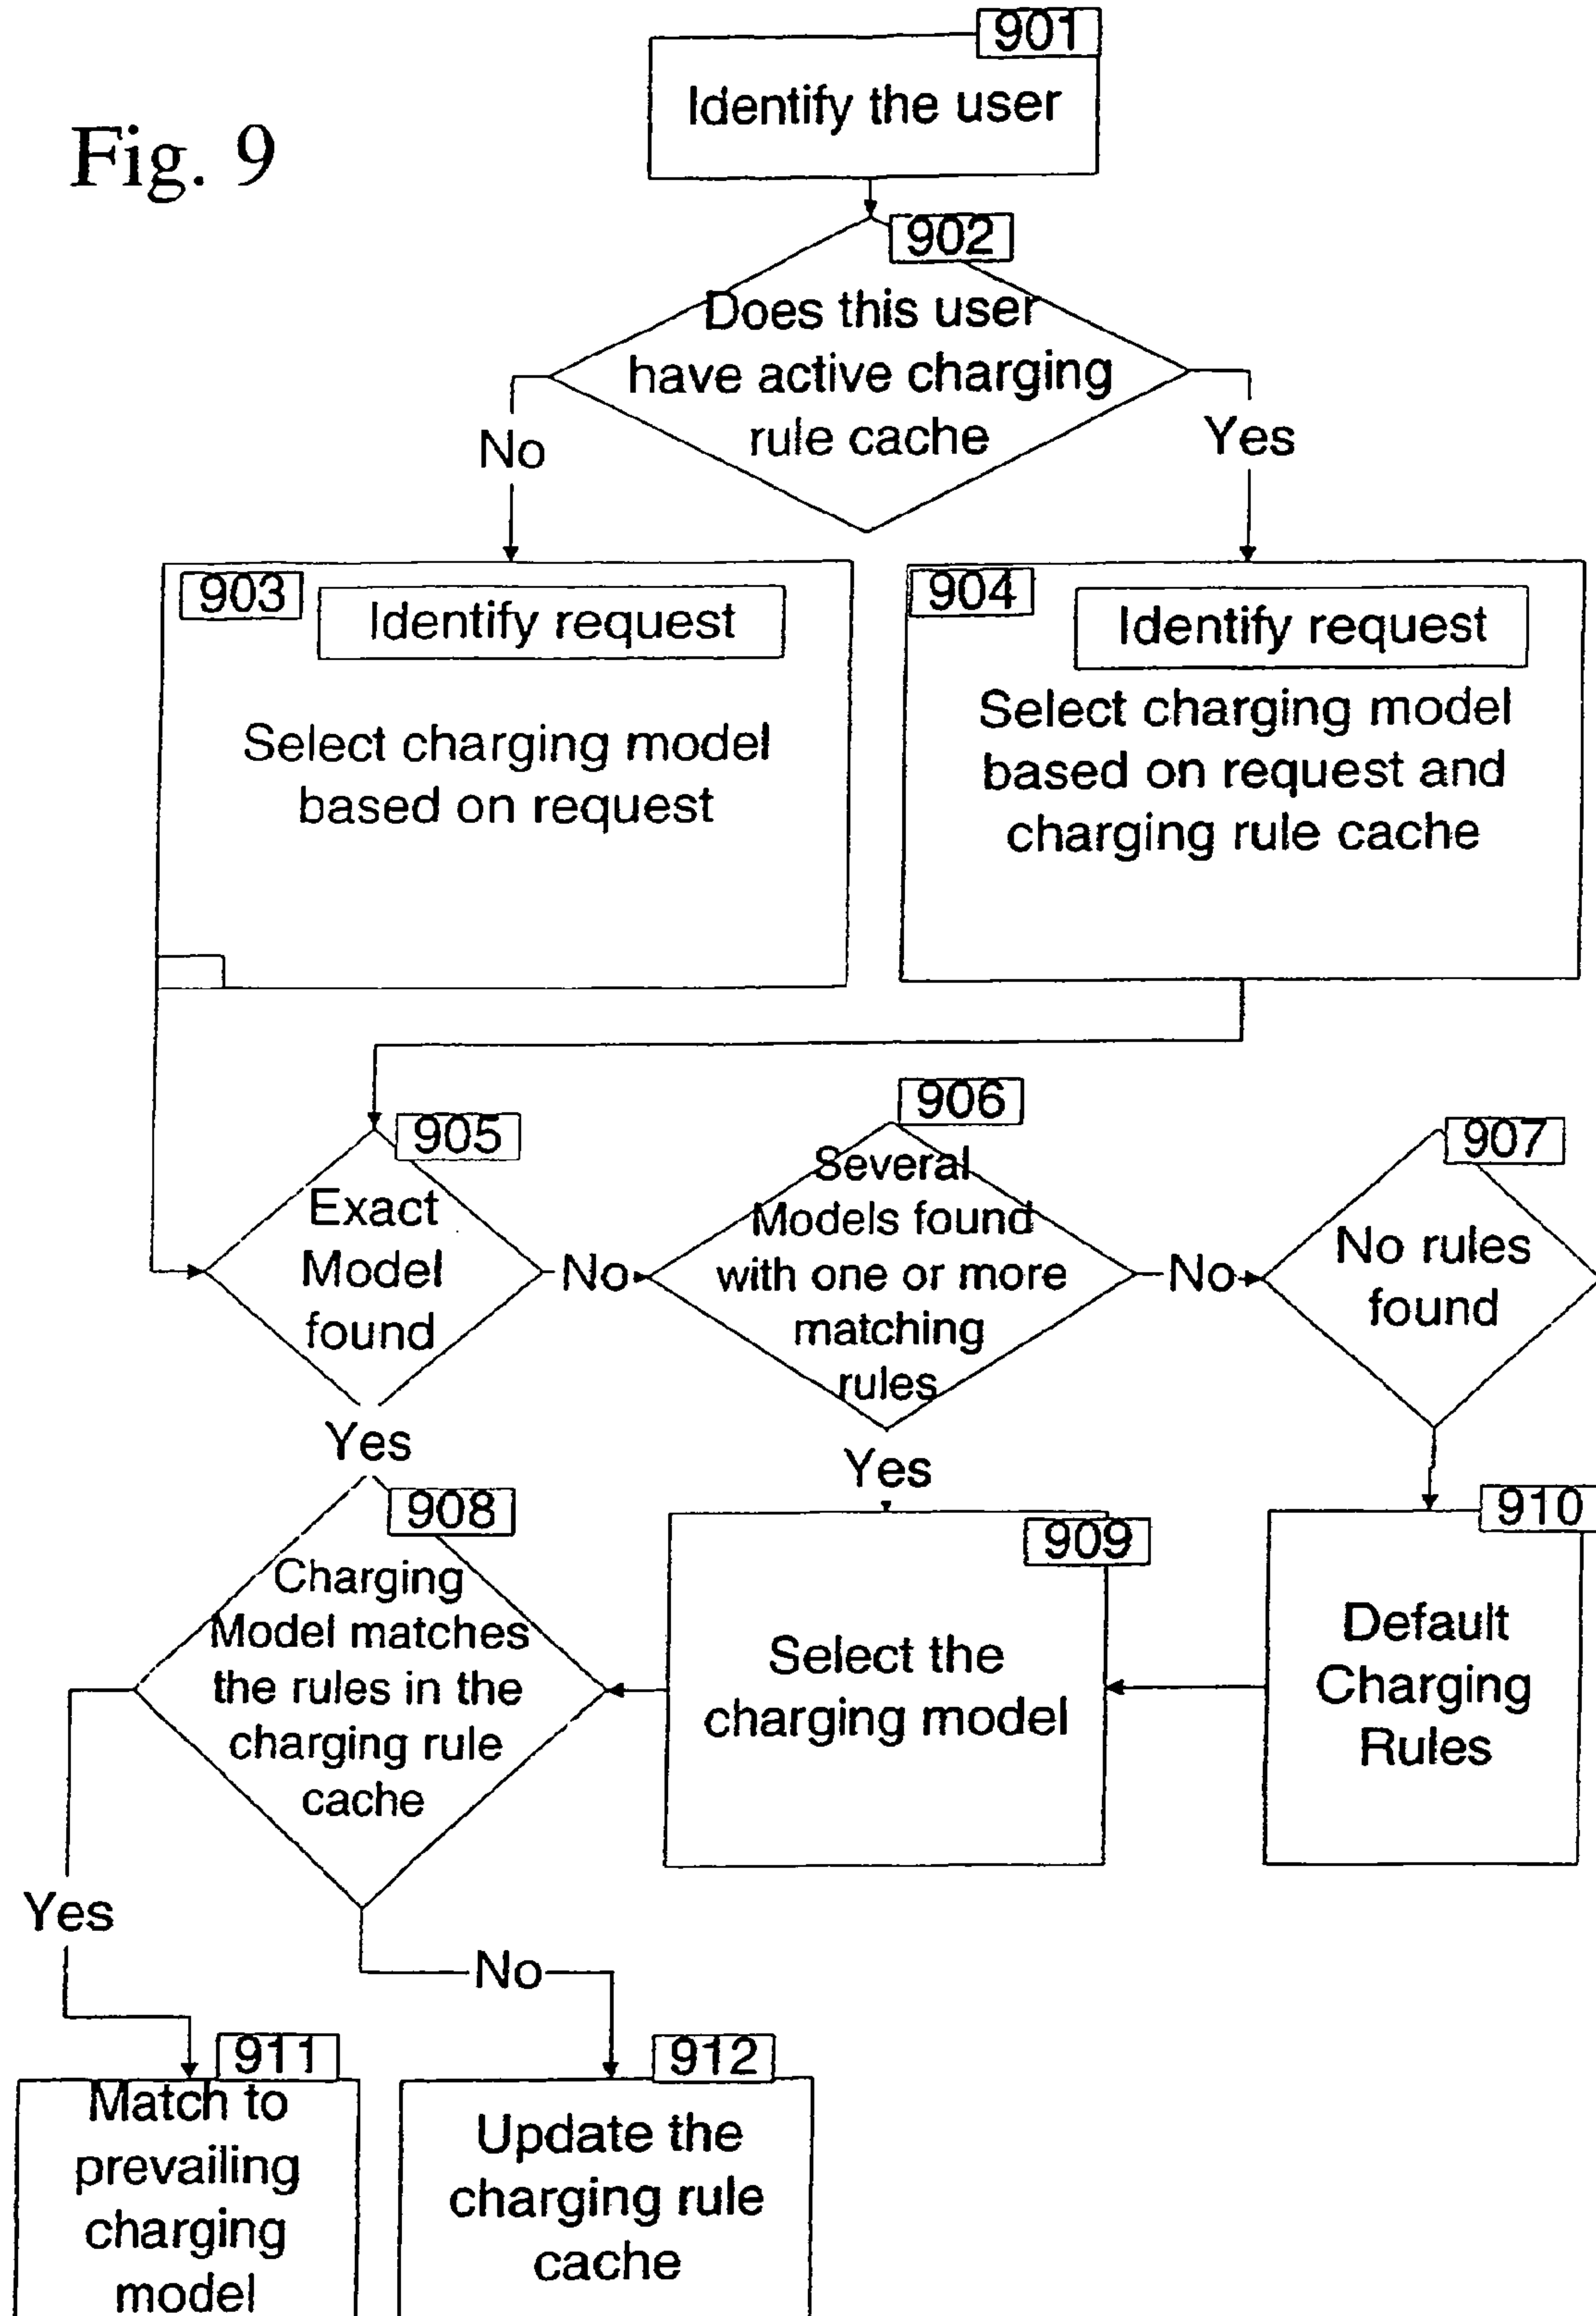 Fig. 9
901
Identify the user
902
Does this user
have active charging
rule cache
No
Yes
903
Identify request
Select charging model
based on request
904
Identify request
Select charging model
based on request and
charging rule cache
905
Exact
Model
found
No
906
Several
Models found
with one or more
matching
rules
No
907
No rules
found
Yes
Yes
908
Charging
Model matches
the rules in the
charging rule
cache
909
Select the
charging model
910
Default
Charging
Rules
Yes
No
911
Match to
prevailing
charging
model
912
Update the
charging rule
cache